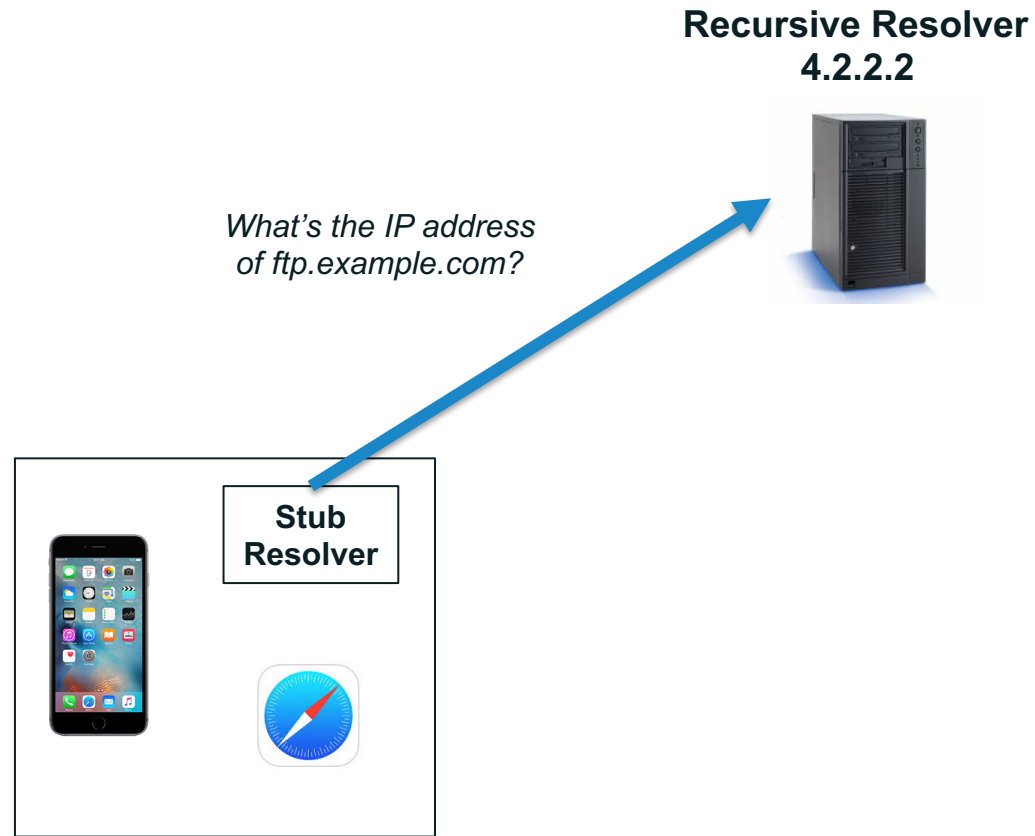 Recursive Resolver
4.2.2.2
What's the IP address
of ftp.example.com?
Stub
Resolver